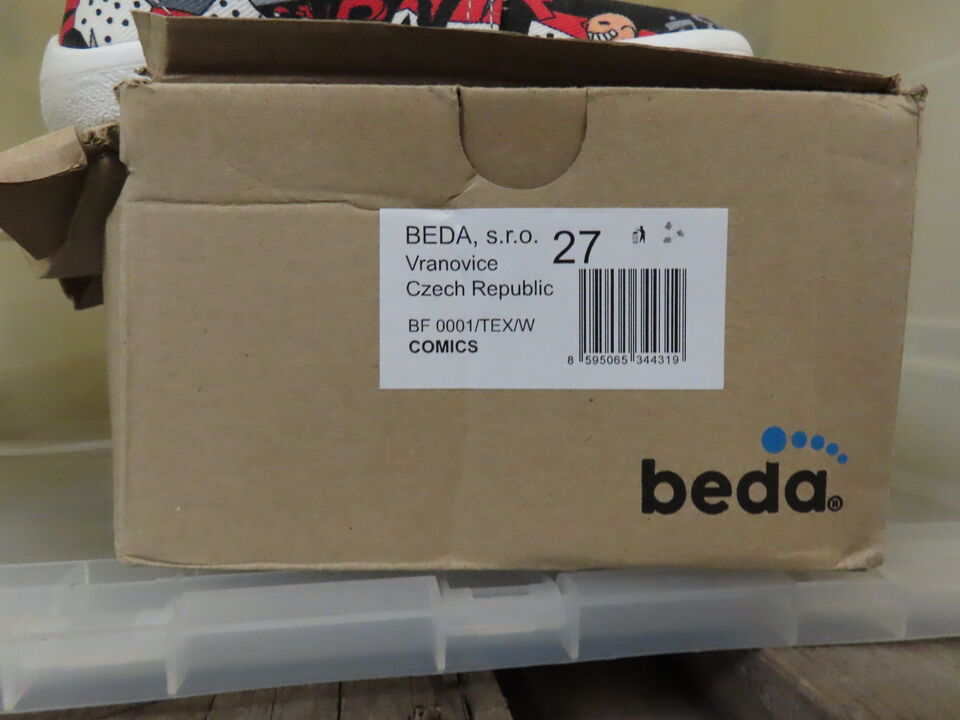 BEDA, s.r.o. 27
Vranovice
Czech Republic
BF 0001/TEX/W
COMICS
8 595065 344319
beda®